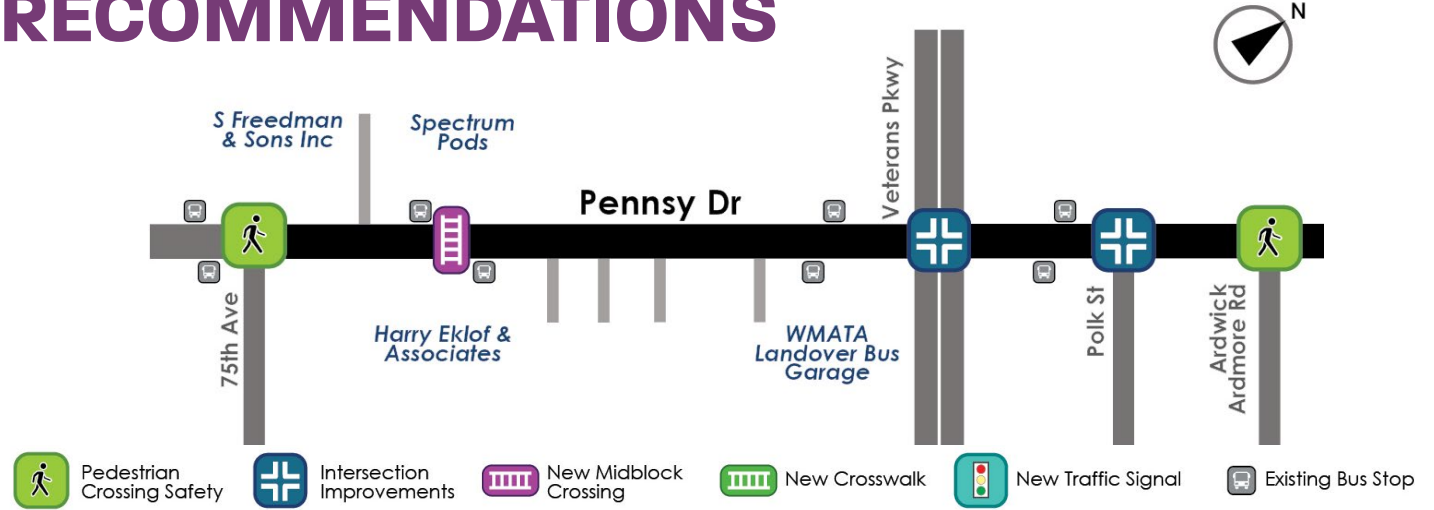 RECOMMENDATIONS
N
S Freedman
& Sons Inc
Spectrum
Pods
Veterans Pkwy
Pennsy Dr
75th Ave
Harry Eklof &
Associates
WMATA
Landover Bus
Garage
Polk St
Ardwick
Ardmore Rd
Pedestrian
Crossing Safety
Intersection
Improvements
New Midblock
Crossing
New Crosswalk
New Traffic Signal
Existing Bus Stop